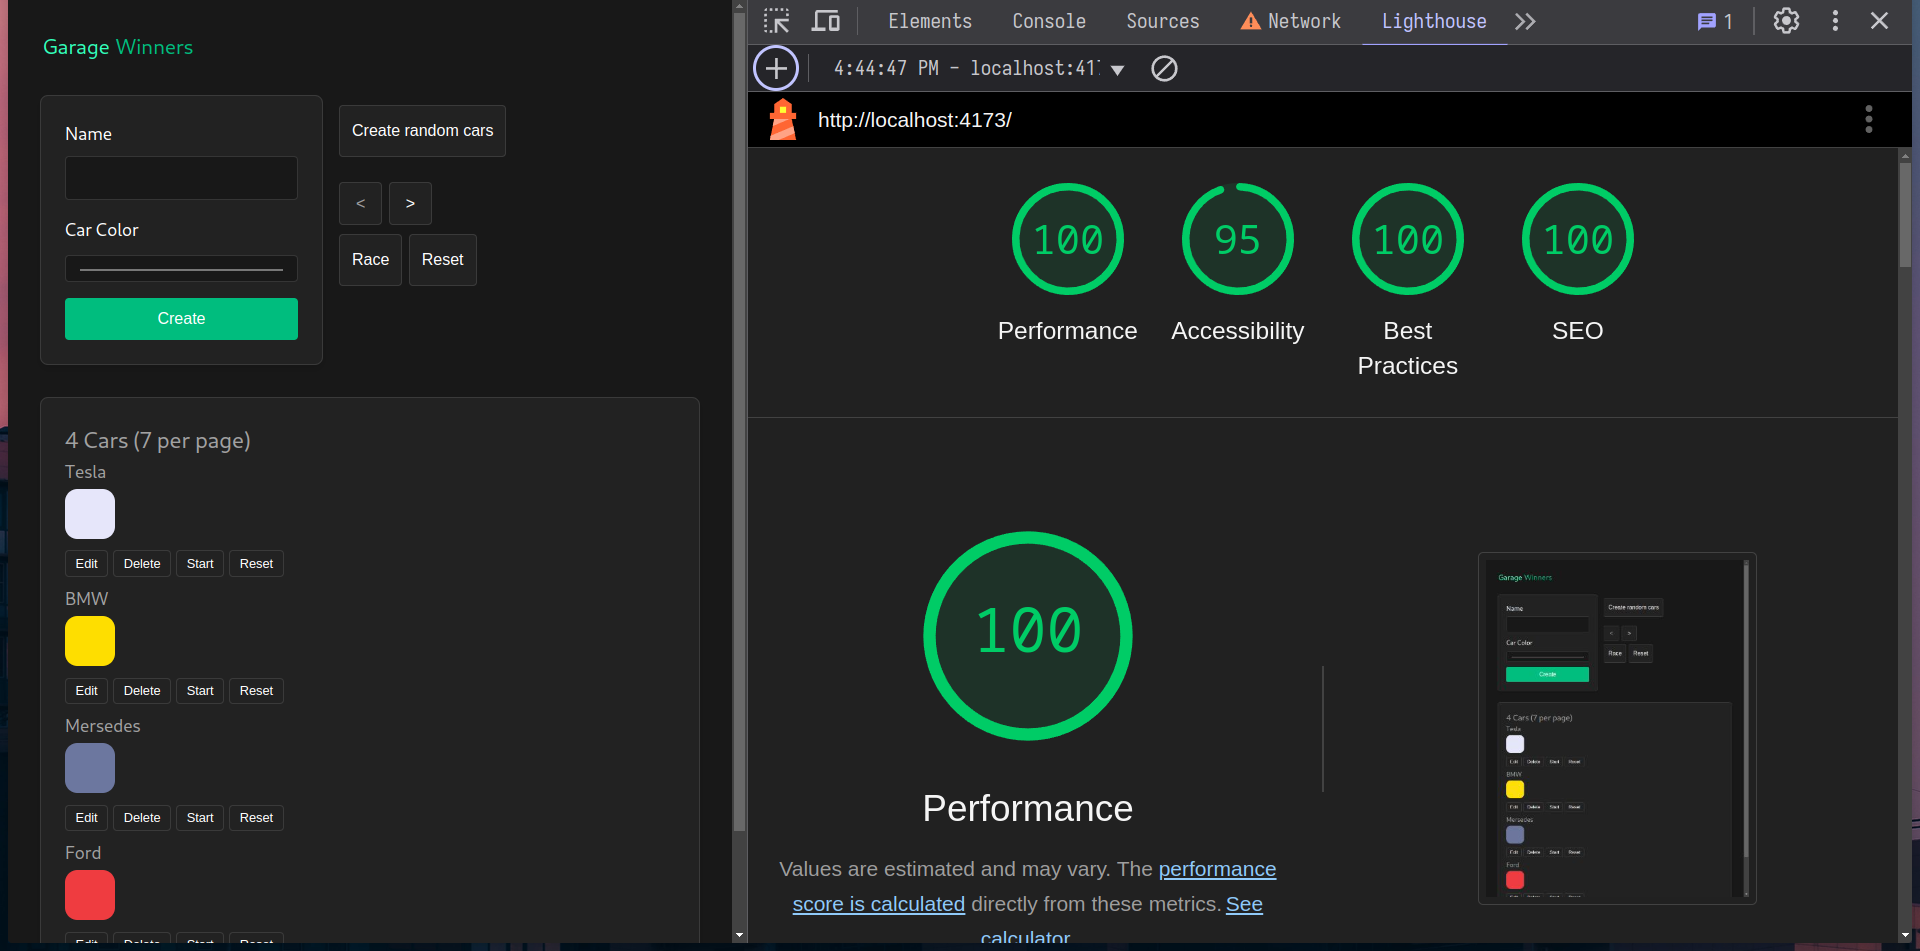 Garage Winners
Name
Car Color
Create
Create random cars
< >
Race Reset
4 Cars (7 per page)
Tesla
Edit Delete Start Reset
BMW
Edit Delete Start Reset
Mersedes
Edit Delete Start Reset
Ford
Edit Delete Start Reset
Elements Console Sources Network Lighthouse 1
4:44:47 PM - localhost:417
http://localhost:4173/
100 95 100 100
Performance Accessibility Best Practices SEO
100
Performance
Values are estimated and may vary. The performance
score is calculated directly from these metrics. See
calculator
Garage Winners
Name
Car Color
Create
Create random cars
< >
Race Reset
4 Cars (7 per page)
Tesla
Edit Delete Start Reset
BMW
Edit Delete Start Reset
Mersedes
Edit Delete Start Reset
Ford